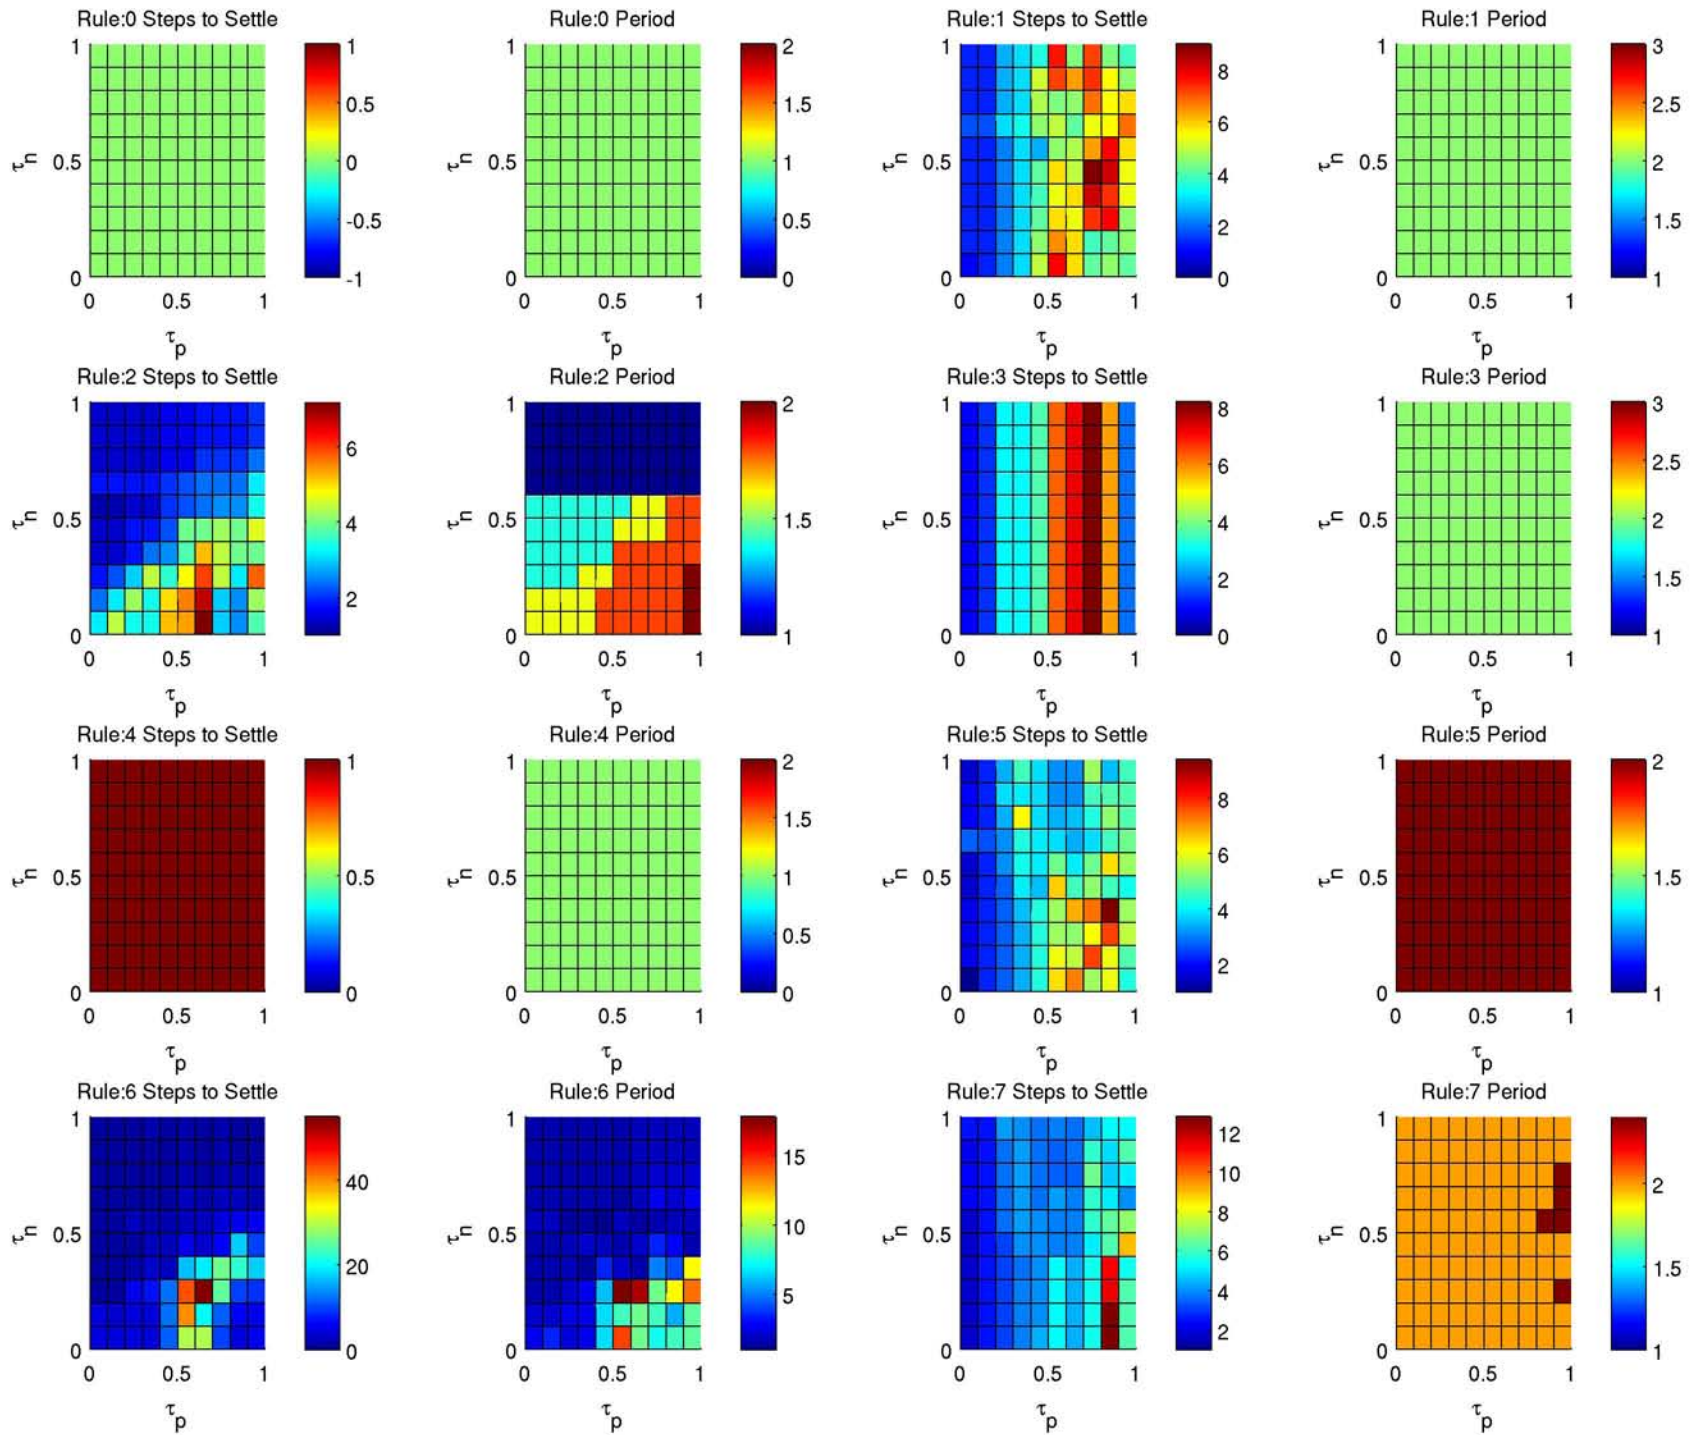 Rule:0 Steps to Settle
1
0.5
0
0 0.5 1
τn
τp
1
0.5
0
-0.5
-1
Rule:0 Period
1
0.5
0
0 0.5 1
τn
τp
2
1.5
1
0.5
0
Rule:1 Steps to Settle
1
0.5
0
0 0.5 1
τn
τp
8
6
4
2
0
Rule:1 Period
1
0.5
0
0 0.5 1
τn
τp
3
2.5
2
1.5
1
Rule:2 Steps to Settle
1
0.5
0
0 0.5 1
τn
τp
6
4
2
Rule:2 Period
1
0.5
0
0 0.5 1
τn
τp
2
1.5
1
Rule:3 Steps to Settle
1
0.5
0
0 0.5 1
τn
τp
8
6
4
2
0
Rule:3 Period
1
0.5
0
0 0.5 1
τn
τp
3
2.5
2
1.5
1
Rule:4 Steps to Settle
1
0.5
0
0 0.5 1
τn
τp
1
0.5
0
Rule:4 Period
1
0.5
0
0 0.5 1
τn
τp
2
1.5
1
0.5
0
Rule:5 Steps to Settle
1
0.5
0
0 0.5 1
τn
τp
8
6
4
2
Rule:5 Period
1
0.5
0
0 0.5 1
τn
τp
2
1.5
1
Rule:6 Steps to Settle
1
0.5
0
0 0.5 1
τn
τp
40
20
0
Rule:6 Period
1
0.5
0
0 0.5 1
τn
τp
15
10
5
Rule:7 Steps to Settle
1
0.5
0
0 0.5 1
τn
τp
12
10
8
6
4
2
Rule:7 Period
1
0.5
0
0 0.5 1
τn
τp
2
1.5
1